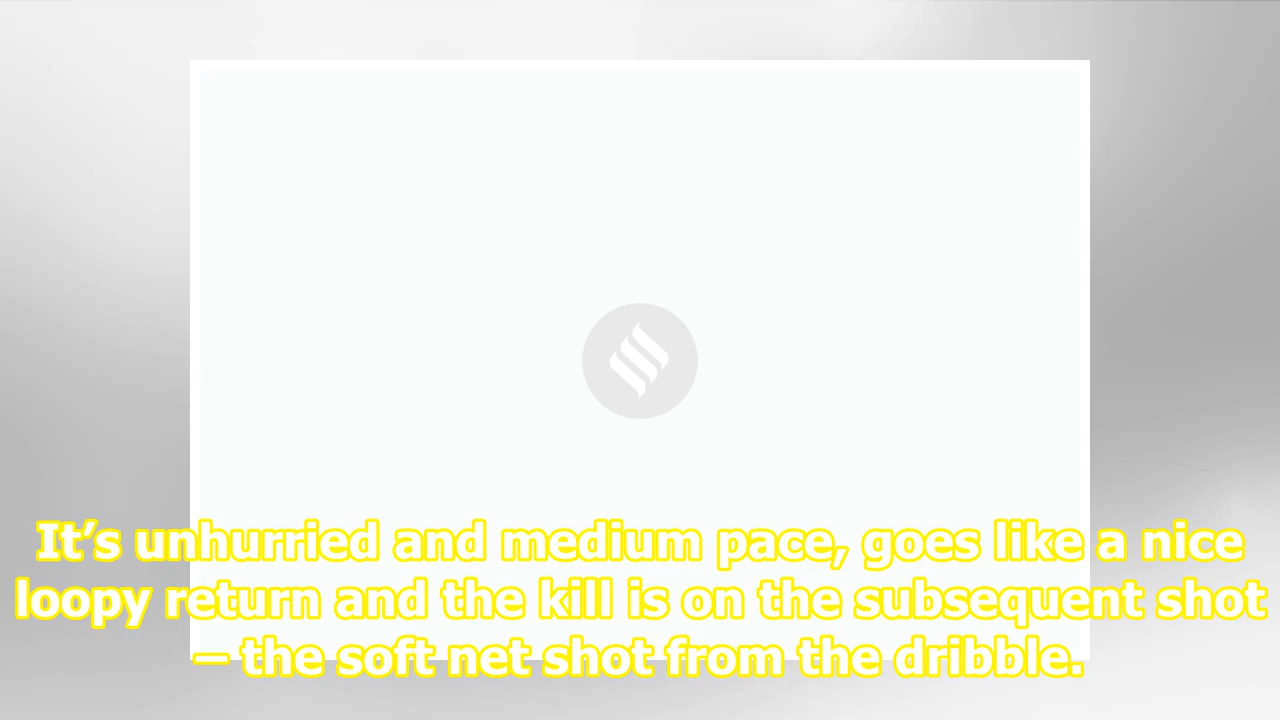 It’s unhurried and medium pace, goes like a nice
loopy return and the kill is on the subsequent shot
– the soft net shot from the dribble.